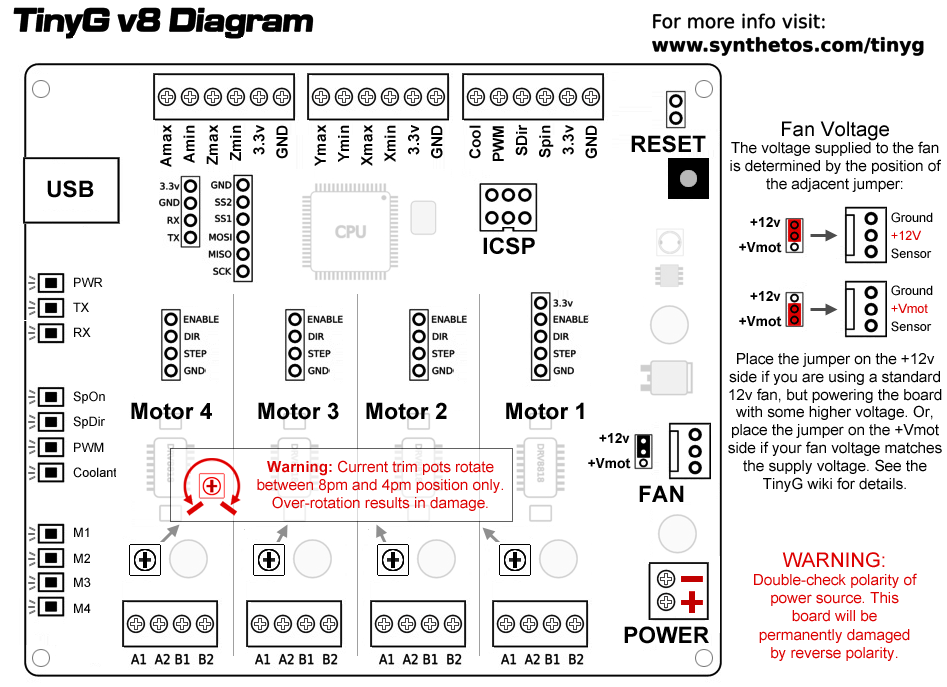 TinyG v8 Diagram
For more info visit:
www.synthetos.com/tinyg
Amax
Amin
Zmax
Zmin
3.3v
GND
Ymax
Ymin
Xmax
Xmin
3.3v
GND
Cool
PWM
SDir
Spin
3.3v
GND
RESET
USB
3.3v
GND
RX
TX
GND
SS2
SS1
MOSI
MISO
SCK
CPU
ICSP
PWR
TX
RX
SpOn
SpDir
PWM
Coolant
M1
M2
M3
M4
ENABLE
DIR
STEP
GND
Motor 4
ENABLE
DIR
STEP
GND
Motor 3
ENABLE
DIR
STEP
GND
Motor 2
3.3v
ENABLE
DIR
STEP
GND
Motor 1
DRV8818
Warning: Current trim pots rotate
between 8pm and 4pm position only.
Over-rotation results in damage.
A1 A2 B1 B2
A1 A2 B1 B2
A1 A2 B1 B2
A1 A2 B1 B2
+12v
+Vmot
FAN
POWER
Fan Voltage
The voltage supplied to the fan
is determined by the position of
the adjacent jumper:
+12v
+Vmot
Ground
+12V
Sensor
+12v
+Vmot
Ground
+Vmot
Sensor
Place the jumper on the +12v
side if you are using a standard
12v fan, but powering the board
with some higher voltage. Or,
place the jumper on the +Vmot
side if your fan voltage matches
the supply voltage. See the
TinyG wiki for details.
WARNING:
Double-check polarity of
power source. This
board will be
permanently damaged
by reverse polarity.